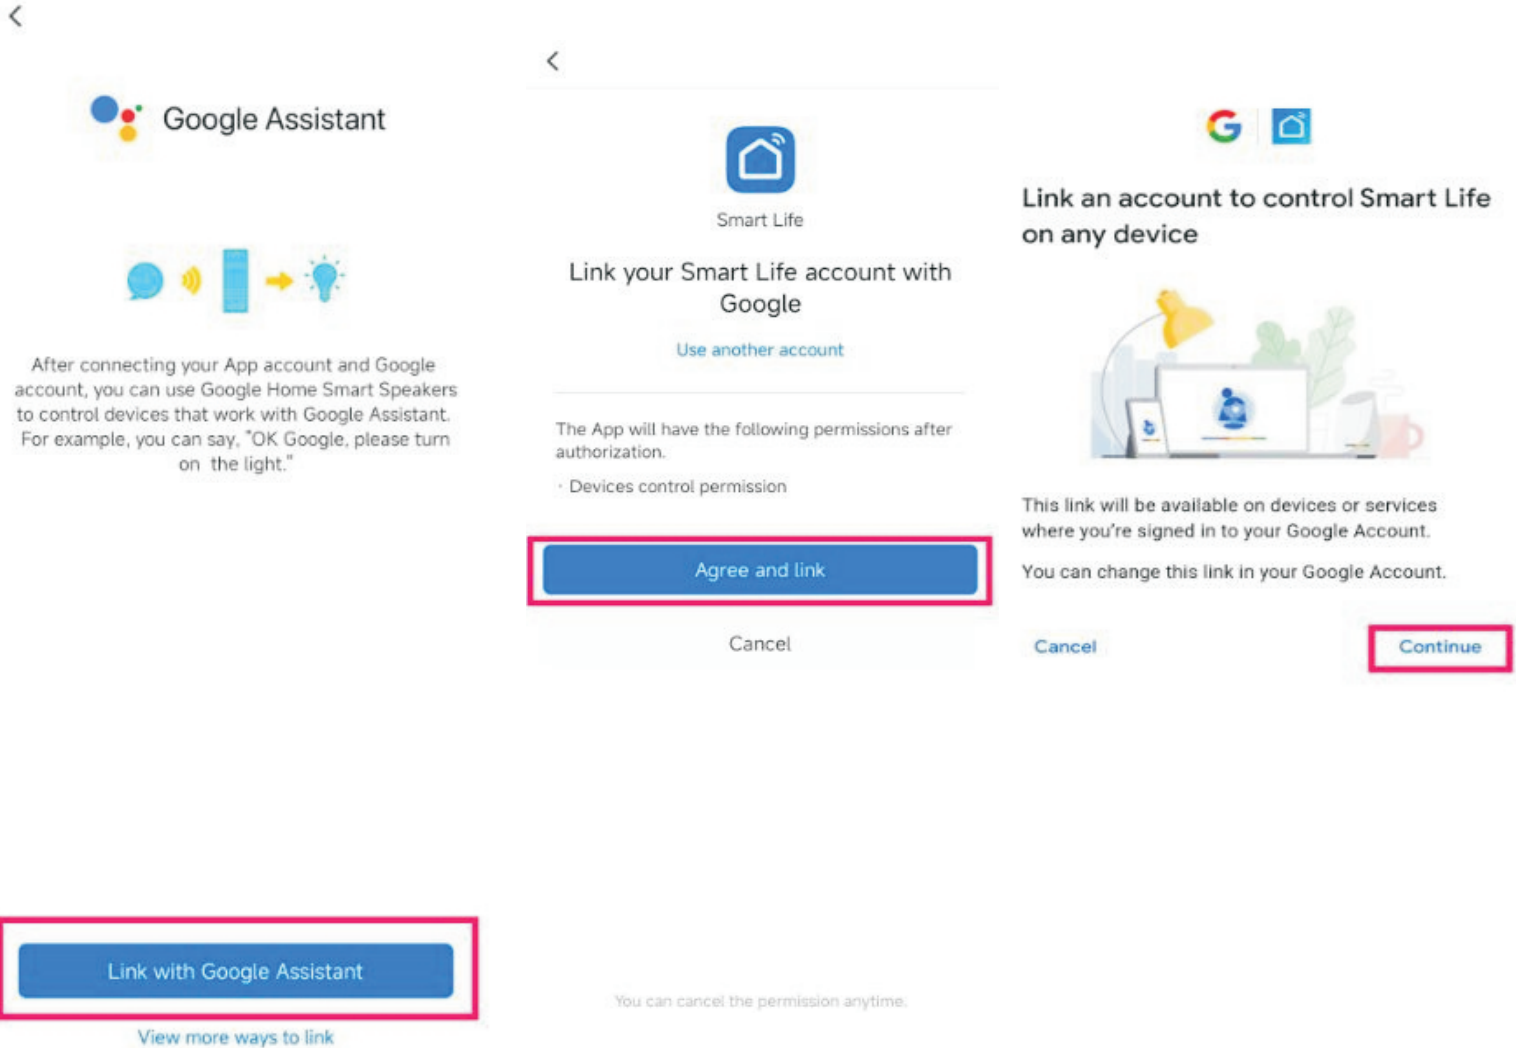 Google Assistant
After connecting your App account and Google
account, you can use Google Home Smart Speakers
to control devices that work with Google Assistant.
For example, you can say, "OK Google, please turn
on the light."
Link with Google Assistant
View more ways to link
Smart Life
Link your Smart Life account with
Google
Use another account
The App will have the following permissions after
authorization.
· Devices control permission
Agree and link
Cancel
You can cancel the permission anytime.
G
Link an account to control Smart Life
on any device
This link will be available on devices or services
where you're signed in to your Google Account.
You can change this link in your Google Account.
Cancel
Continue